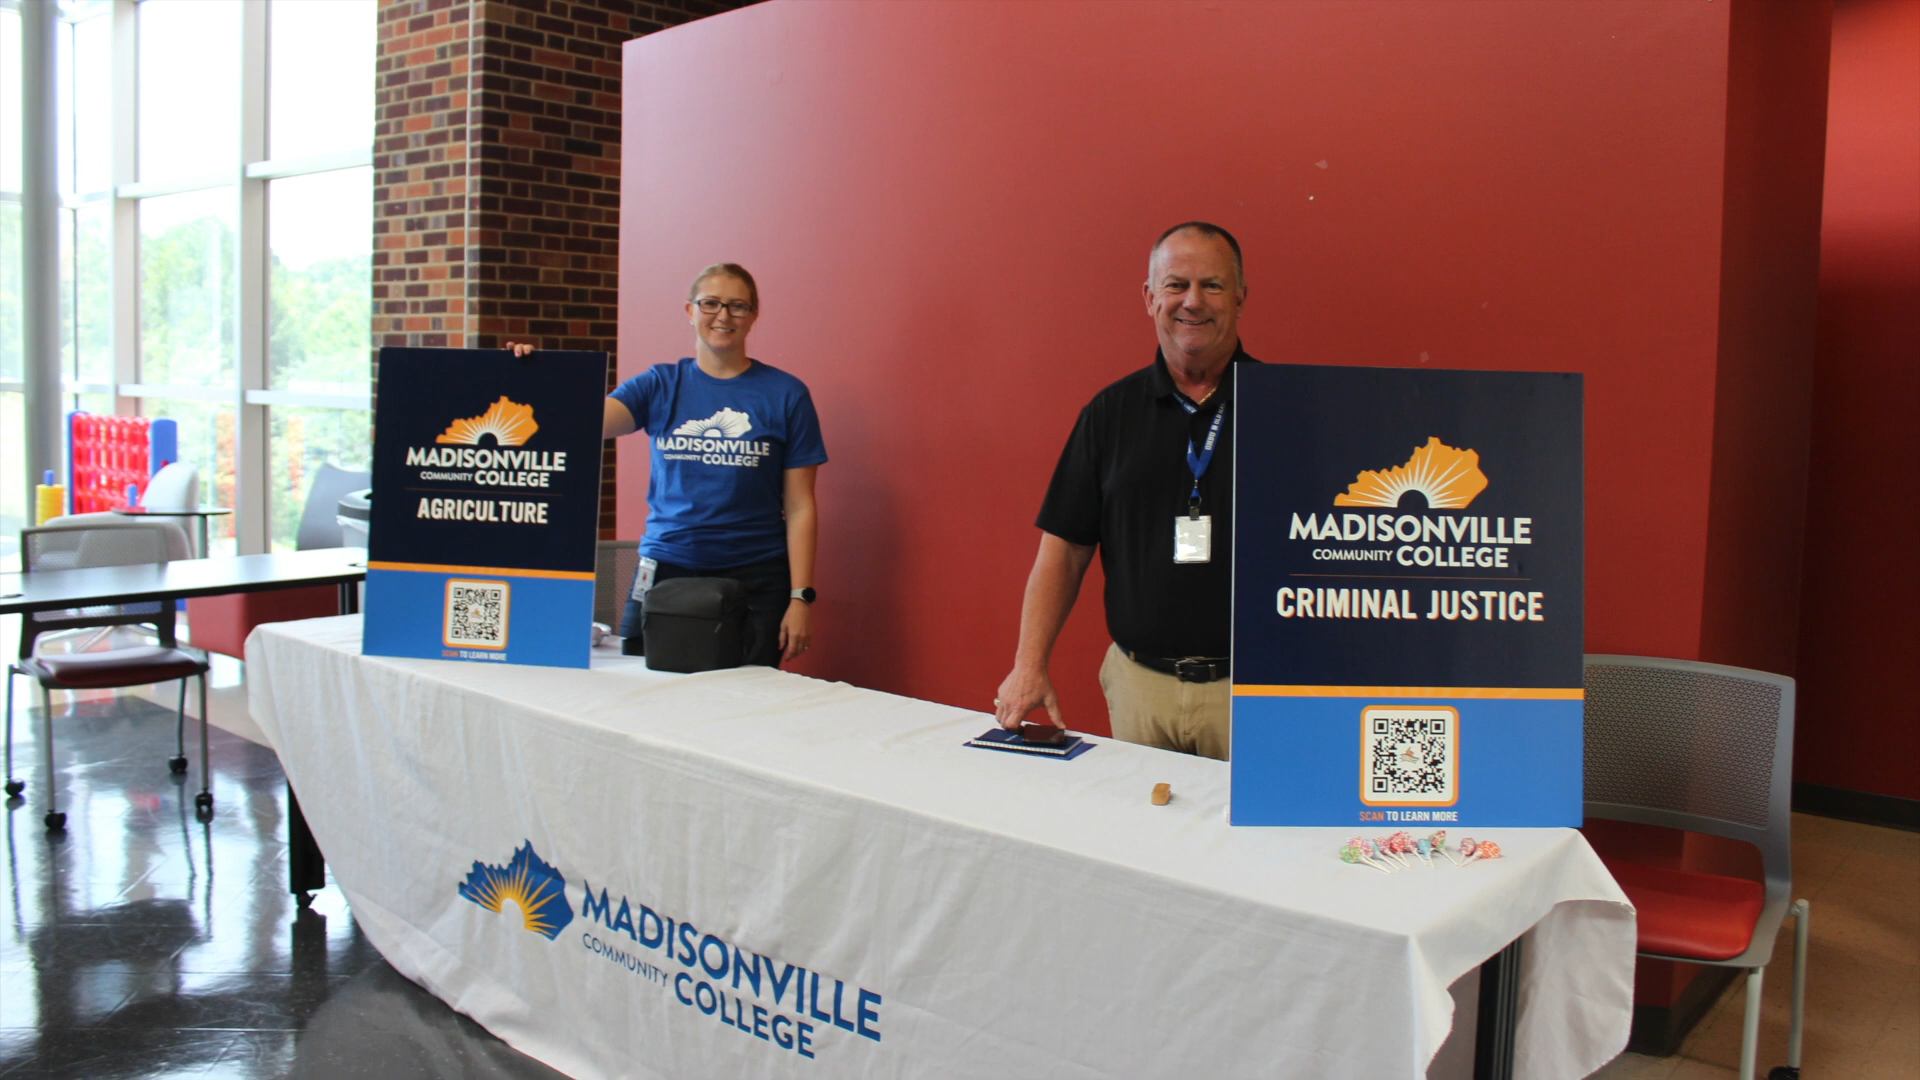 MADISONVILLE
COMMUNITY COLLEGE
AGRICULTURE
SCAN TO LEARN MORE
MADISONVILLE
COMMUNITY COLLEGE
MADISONVILLE
COMMUNITY COLLEGE
CRIMINAL JUSTICE
SCAN TO LEARN MORE
MADISONVILLE
COMMUNITY COLLEGE